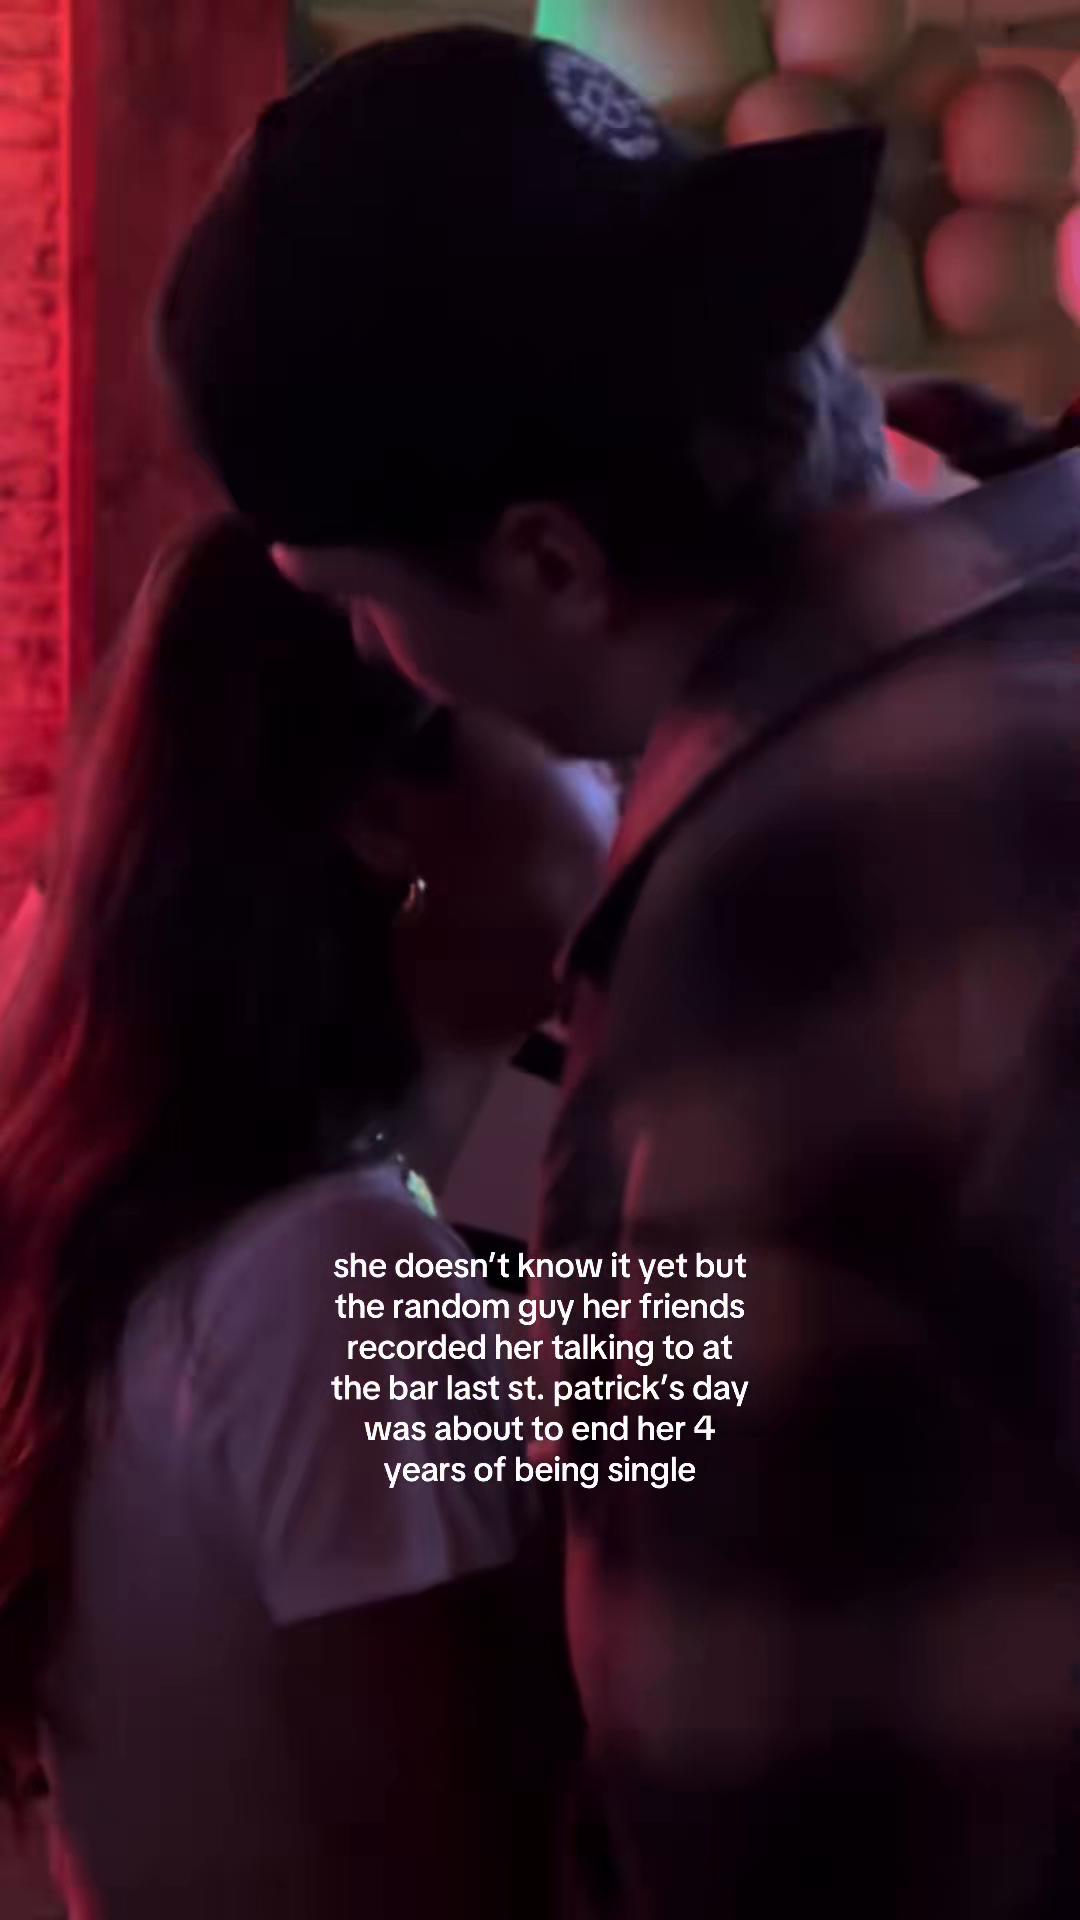 she doesn’t know it yet but
the random guy her friends
recorded her talking to at
the bar last st. patrick’s day
was about to end her 4
years of being single